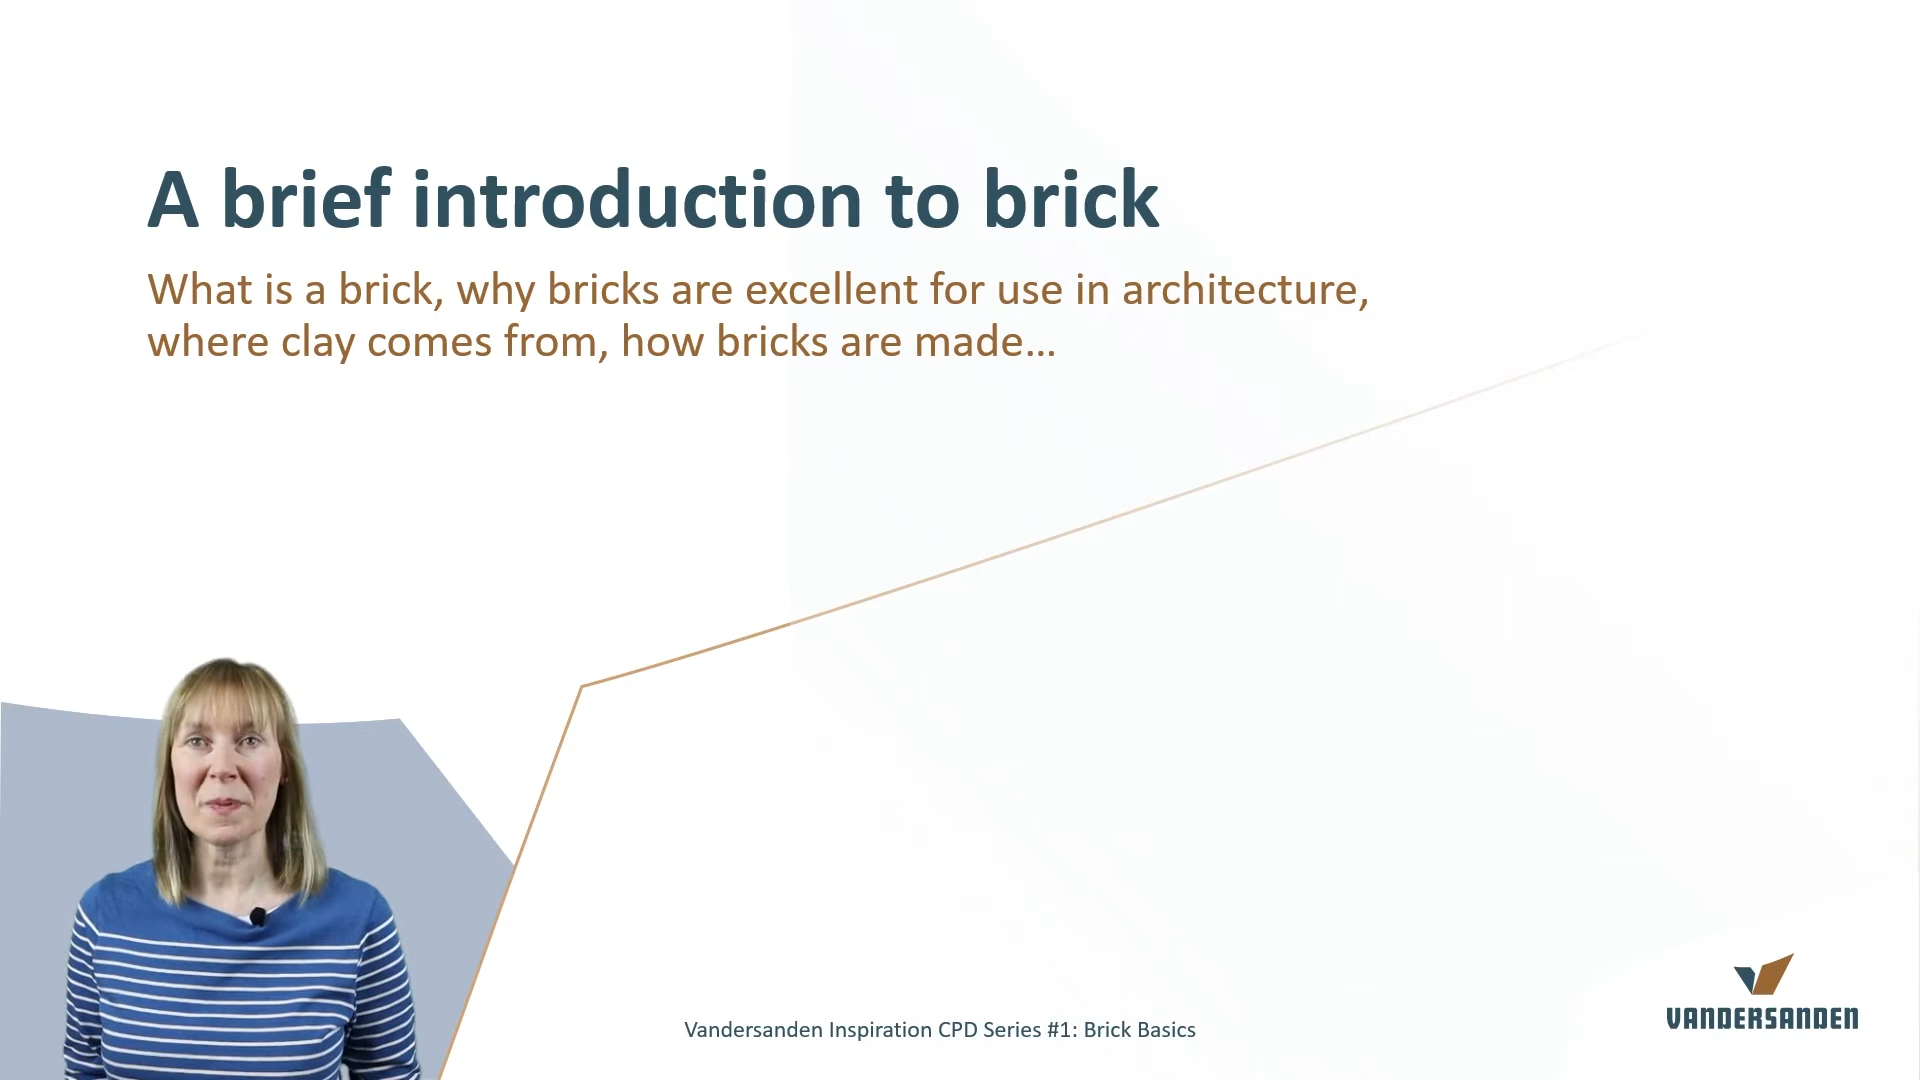 A brief introduction to brick
What is a brick, why bricks are excellent for use in architecture,
where clay comes from, how bricks are made…
Vandersanden Inspiration CPD Series #1: Brick Basics
VANDERSANDEN